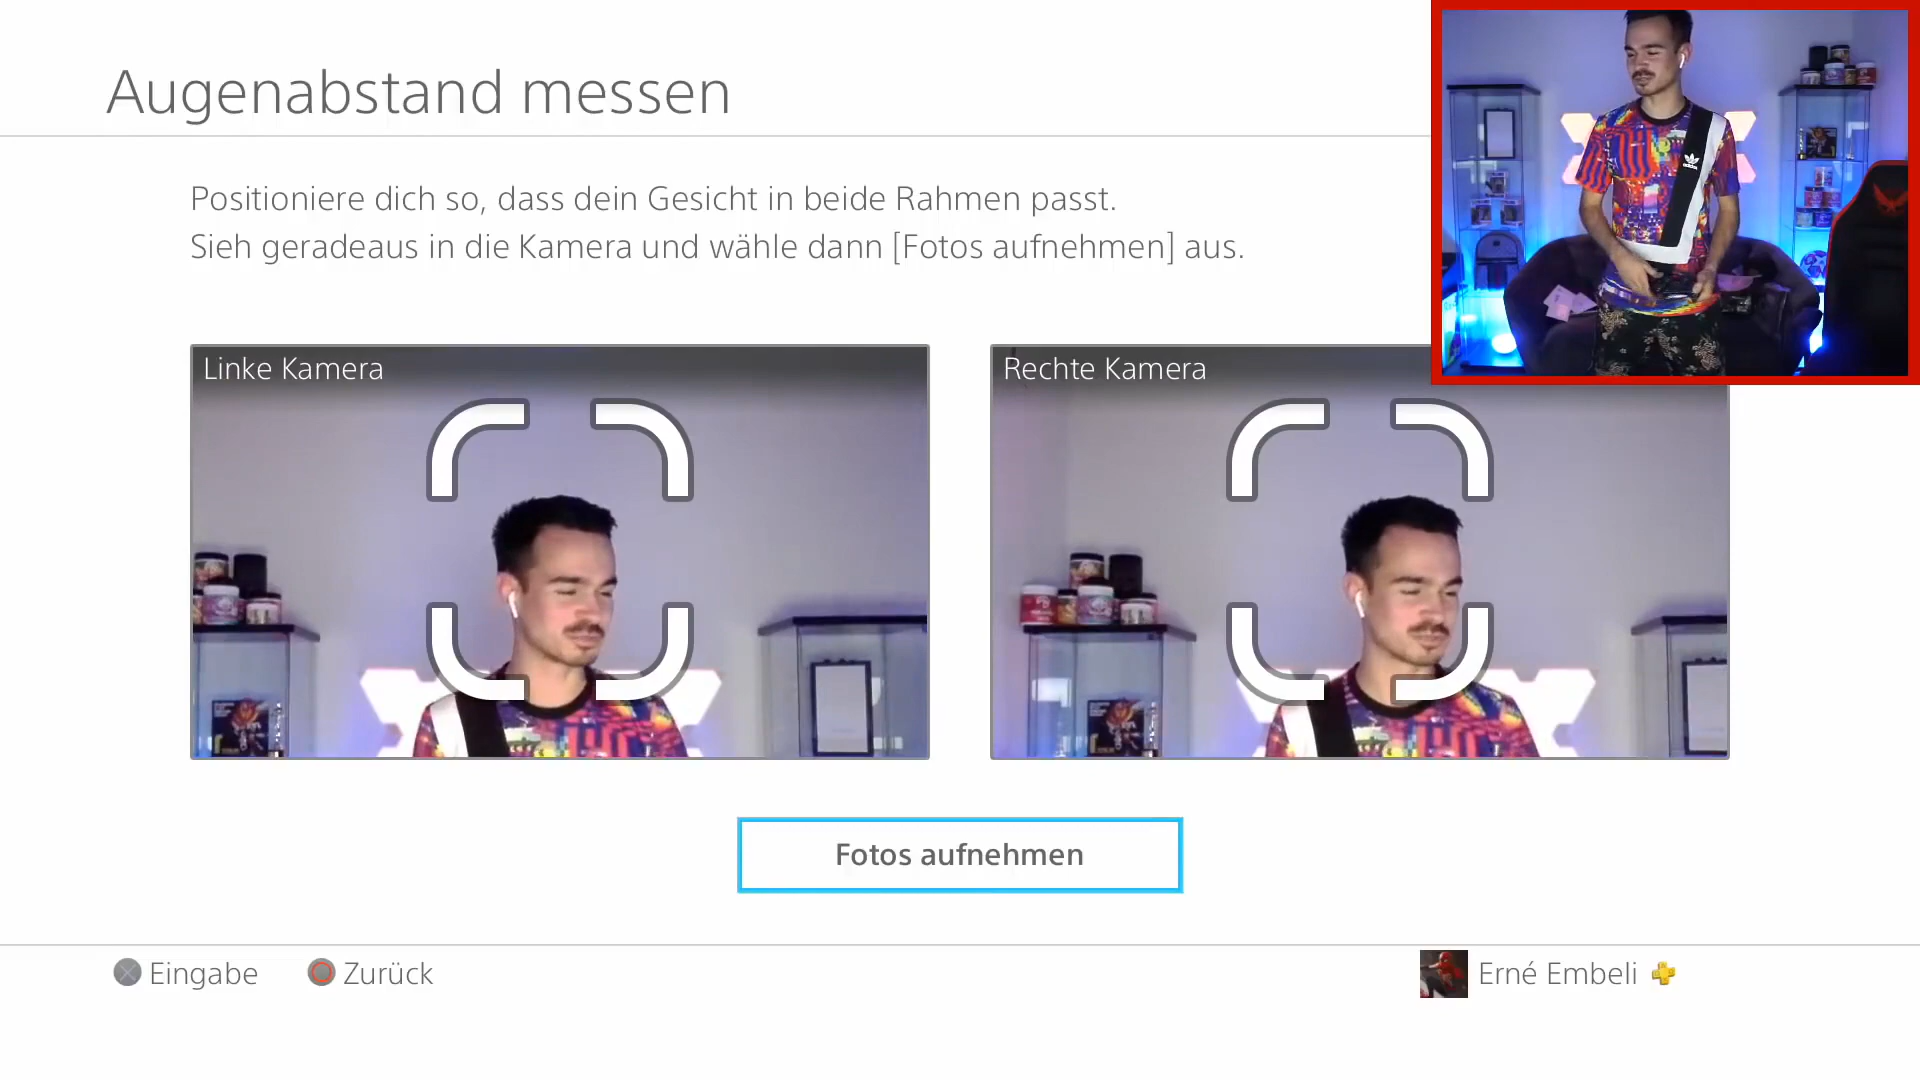 Augenabstand messen
Positioniere dich so, dass dein Gesicht in beide Rahmen passt.
Sieh geradeaus in die Kamera und wähle dann [Fotos aufnehmen] aus.
Linke Kamera
Rechte Kamera
Fotos aufnehmen
Eingabe
Zurück
Erné Embeli
adidas